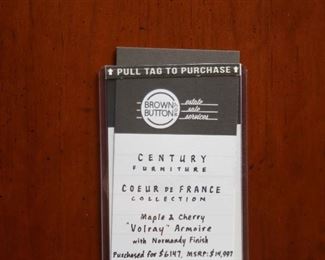 PULL TAG TO PURCHASE
BROWN
BUTTON
estate
sale
services
CENTURY
FURNITURE
COEUR DE FRANCE
COLLECTION
Maple & Cherry
"Volray" Armoire
with Normandy Finish
Purchased for $6147, MSRP: $14,997